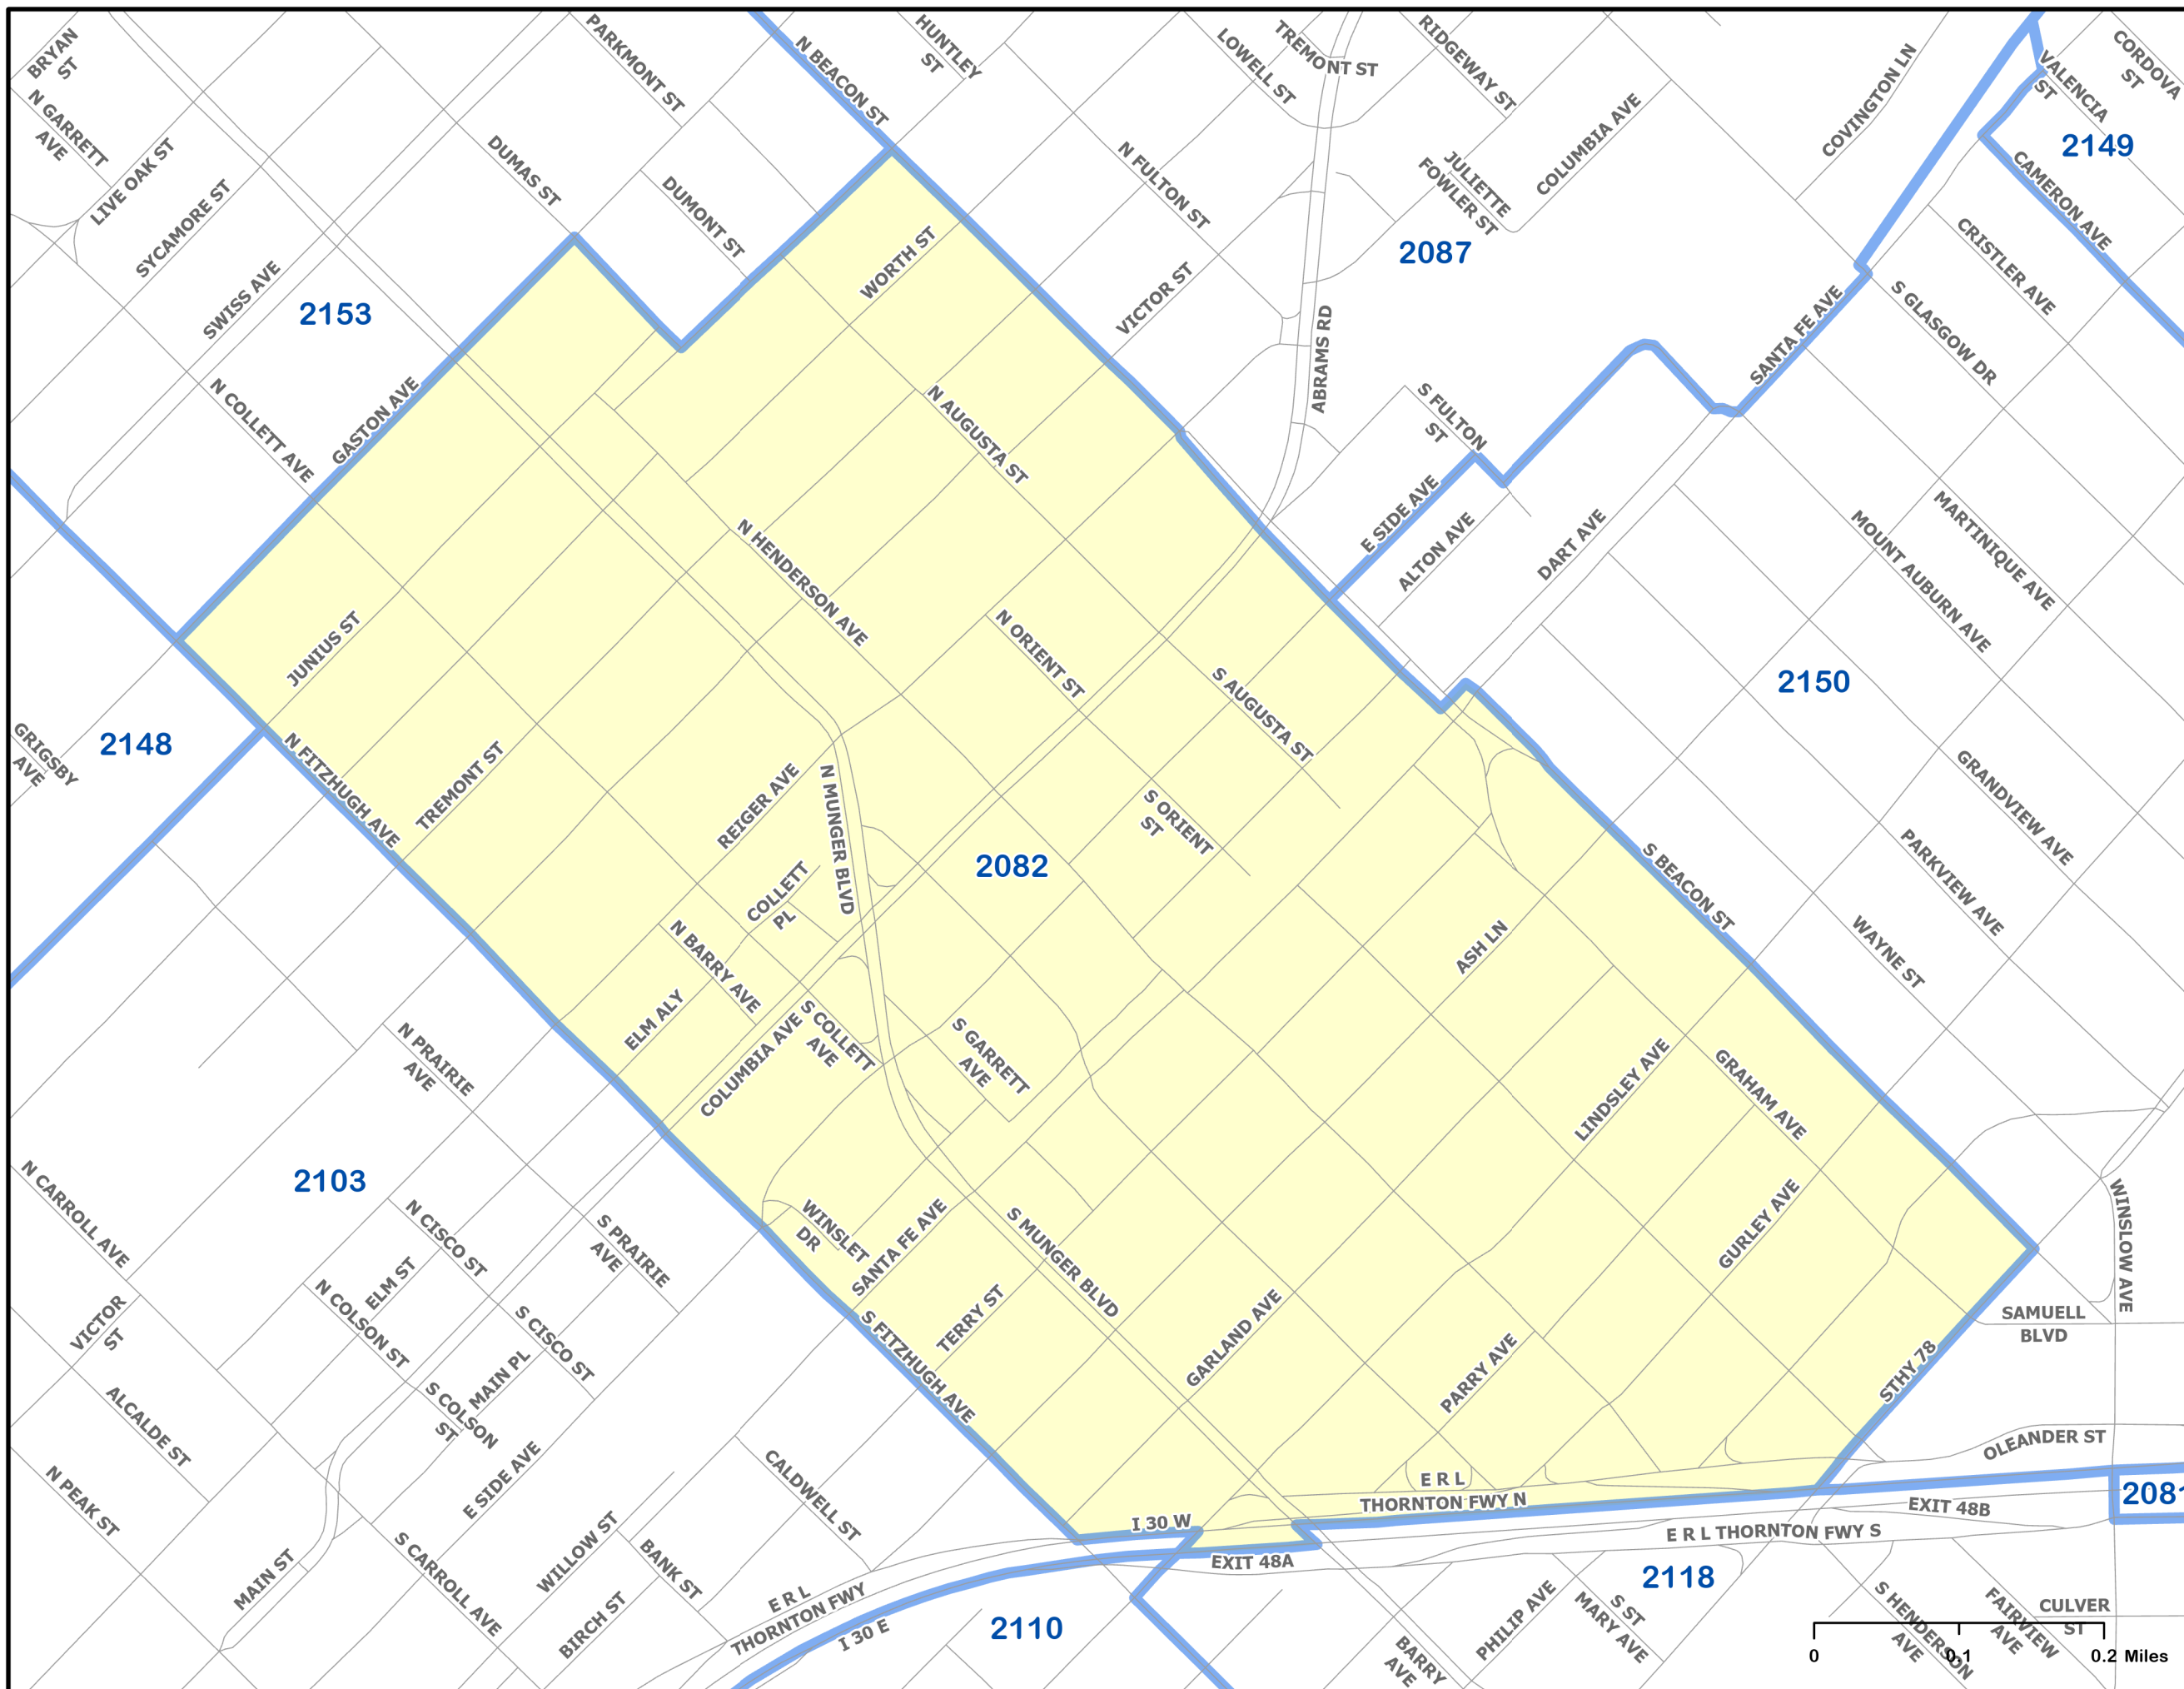 BRYAN
ST
N GARRETT
AVE
LIVE OAK ST
SYCAMORE ST
SWISS AVE
2153
N COLLETT AVE
GASTON AVE
PARKMONT ST
DUMAS ST
DUMONT ST
N BEACON ST
HUNTLEY
ST
WORTH ST
N FULTON ST
VICTOR ST
LOWELL ST
TREMONT ST
RIDGEWAY ST
JULIETTE
FOWLER ST
COLUMBIA AVE
2087
ABRAMS RD
COVINGTON LN
VALENCIA
ST
CORDOVA
ST
2149
CAMERON AVE
CRISTLER AVE
S GLASGOW DR
SANTA FE AVE
S FULTON
ST
E SIDE AVE
ALTON AVE
DART AVE
MARTINIQUE AVE
MOUNT AUBURN AVE
2150
GRANDVIEW AVE
PARKVIEW AVE
WAYNE ST
N AUGUSTA ST
N HENDERSON AVE
N ORIENT ST
S AUGUSTA ST
S ORIENT
ST
JUNIUS ST
2148
GRIGSBY
AVE
N FITZHUGH AVE
TREMONT ST
REIGER AVE
N MUNGER BLVD
2082
COLLETT
PL
N BARRY AVE
ELM ALY
COLUMBIA AVE
S COLLETT
AVE
S GARRETT
AVE
S BEACON ST
ASH LN
LINDSLEY AVE
GRAHAM AVE
GURLEY AVE
N PRAIRIE
AVE
2103
N CARROLL AVE
N CISCO ST
S PRAIRIE
AVE
ELM ST
N COLSON ST
S CISCO ST
MAIN PL
S COLSON
ST
VICTOR
ST
ALCALDE ST
N PEAK ST
E SIDE AVE
MAIN ST
S CARROLL AVE
WILLOW ST
BANK ST
BIRCH ST
CALDWELL ST
WINSLET
DR
SANTA FE AVE
TERRY ST
S FITZHUGH AVE
S MUNGER BLVD
GARLAND AVE
PARRY AVE
WINSLOW AVE
SAMUELL
BLVD
STHY 78
OLEANDER ST
E R L
THORNTON FWY N
I 30 W
EXIT 48A
EXIT 48B
E R L THORNTON FWY S
2081
2118
E R L
THORNTON FWY
I 30 E
2110
BARRY
AVE
PHILIP AVE
S ST
MARY AVE
S HENDERSON
AVE
FAIRVIEW
AVE
CULVER
ST
0 0.1 0.2 Miles